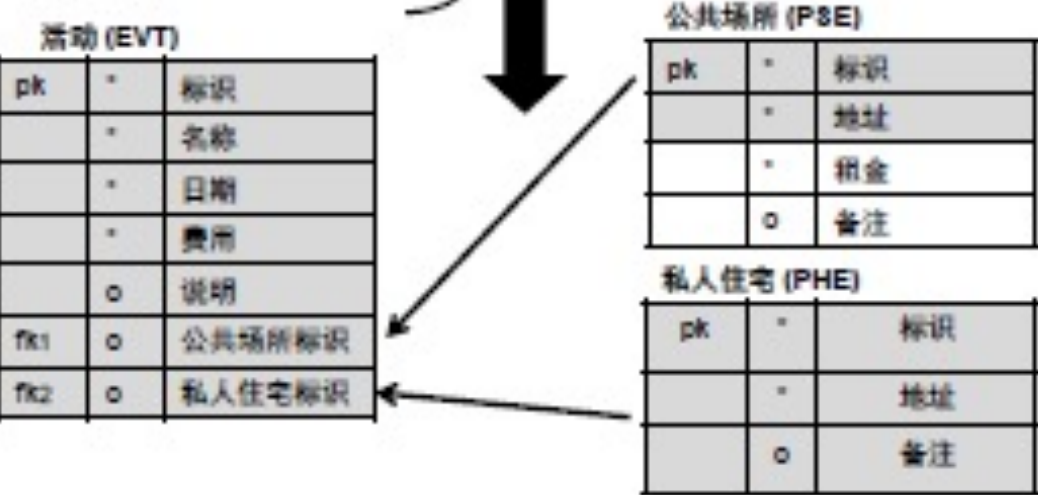 活动 (EVT)
pk * 标识
* 名称
* 日期
* 费用
o 说明
fk1 o 公共场所标识
fk2 o 私人住宅标识
公共场所 (PSE)
pk * 标识
* 地址
* 租金
o 备注
私人住宅 (PHE)
pk * 标识
* 地址
o 备注